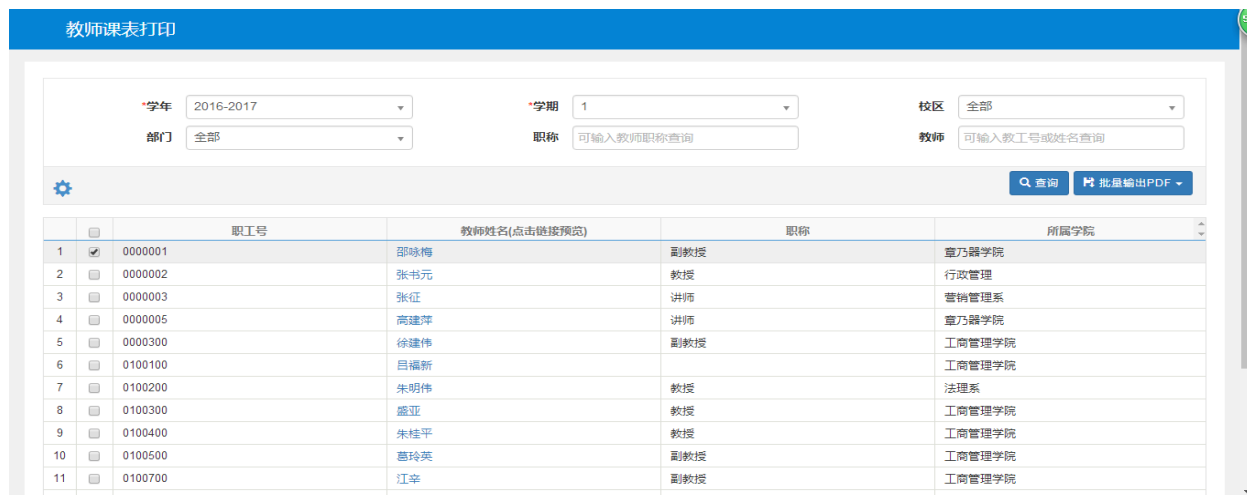 教师课表打印
*学年 2016-2017 *学期 1 校区 全部
部门 全部 职称 可输入教师职称查询 教师 可输入教工号或姓名查询
查询 批量输出PDF
职工号 教师姓名(点击链接预览) 职称 所属学院
1 0000001 邵咏梅 副教授 章乃器学院
2 0000002 张书元 教授 行政管理
3 0000003 张征 讲师 营销管理系
4 0000005 高建萍 讲师 章乃器学院
5 0000300 徐建伟 副教授 工商管理学院
6 0100100 吕福新 工商管理学院
7 0100200 朱明伟 教授 法理系
8 0100300 盛亚 教授 工商管理学院
9 0100400 朱桂平 教授 工商管理学院
10 0100500 葛玲英 副教授 工商管理学院
11 0100700 江辛 副教授 工商管理学院